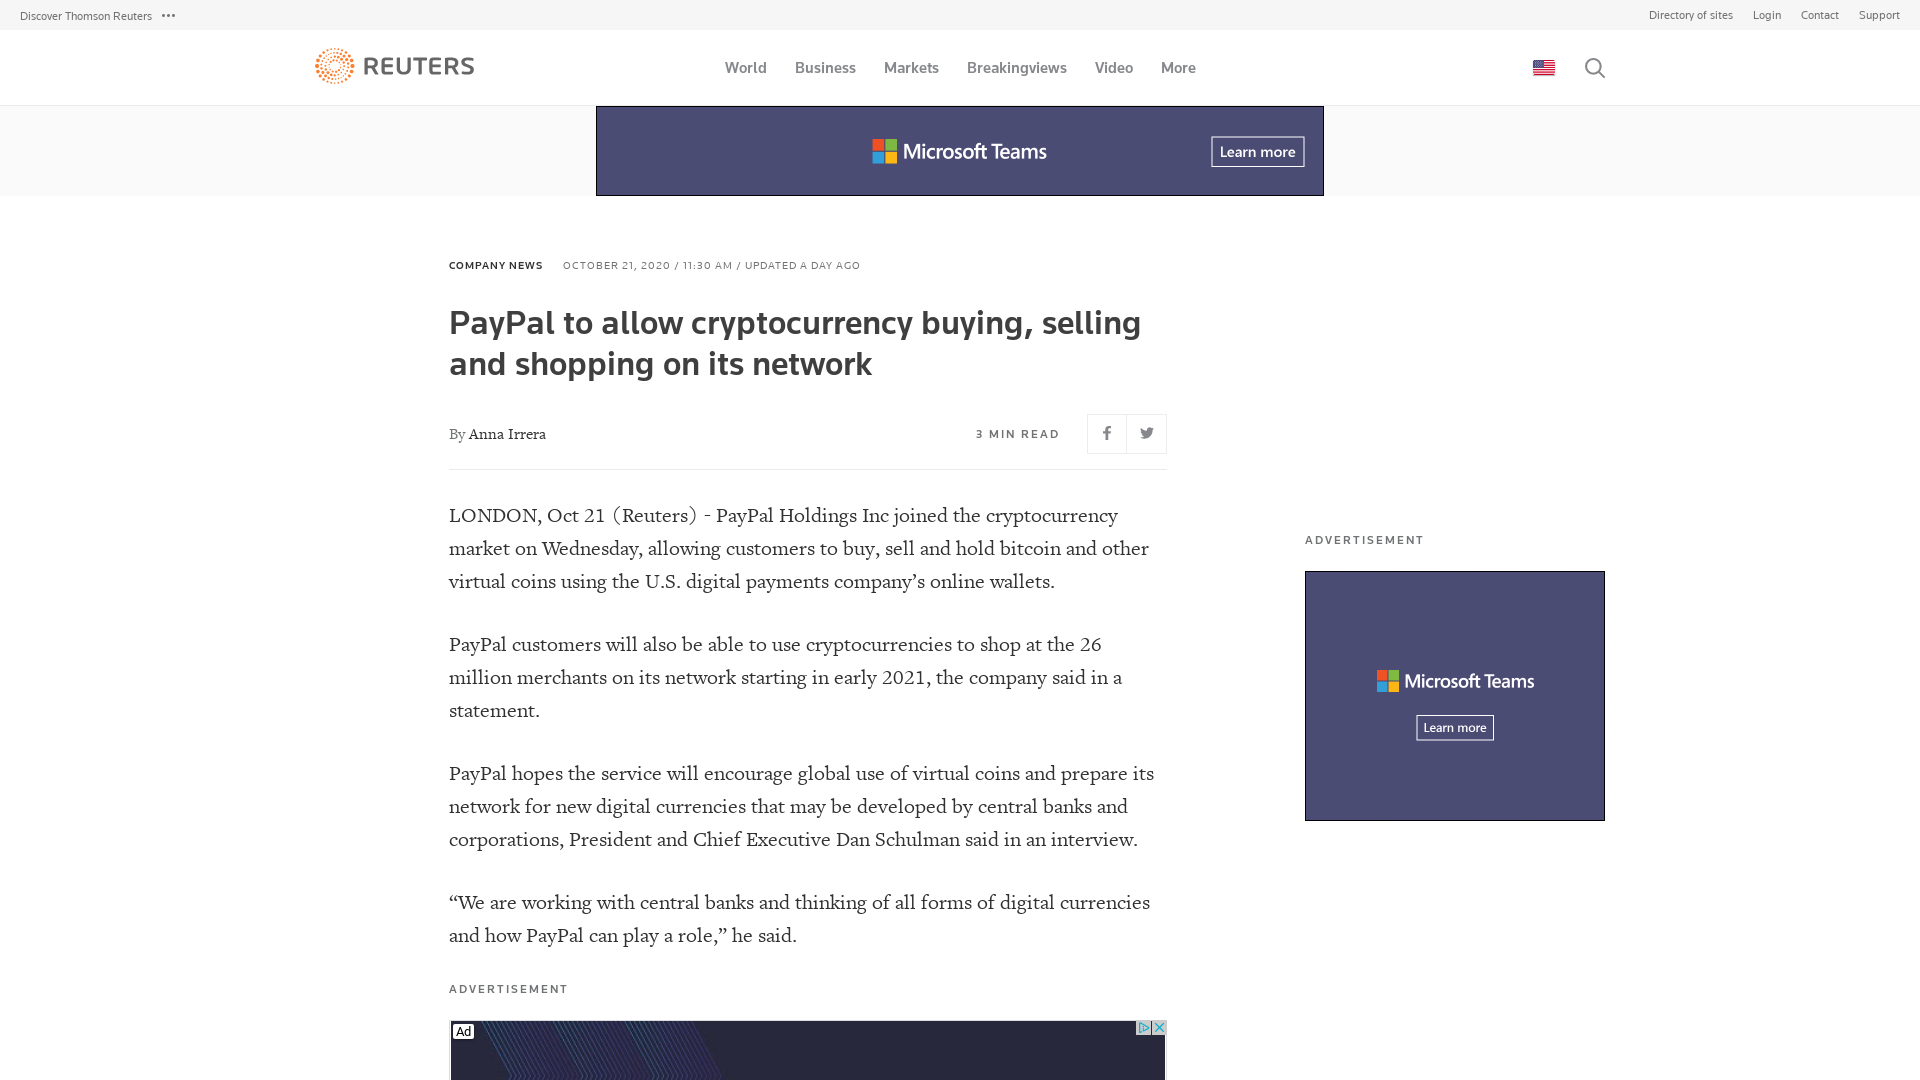 Discover Thomson Reuters
Directory of sites Login Contact Support
REUTERS
World Business Markets Breakingviews Video More
Microsoft Teams
Learn more
COMPANY NEWS OCTOBER 21, 2020 / 11:30 AM / UPDATED A DAY AGO
PayPal to allow cryptocurrency buying, selling
and shopping on its network
By Anna Irrera
3 MIN READ
LONDON, Oct 21 (Reuters) - PayPal Holdings Inc joined the cryptocurrency
market on Wednesday, allowing customers to buy, sell and hold bitcoin and other
virtual coins using the U.S. digital payments company’s online wallets.
PayPal customers will also be able to use cryptocurrencies to shop at the 26
million merchants on its network starting in early 2021, the company said in a
statement.
PayPal hopes the service will encourage global use of virtual coins and prepare its
network for new digital currencies that may be developed by central banks and
corporations, President and Chief Executive Dan Schulman said in an interview.
“We are working with central banks and thinking of all forms of digital currencies
and how PayPal can play a role,” he said.
ADVERTISEMENT
Ad
ADVERTISEMENT
Microsoft Teams
Learn more